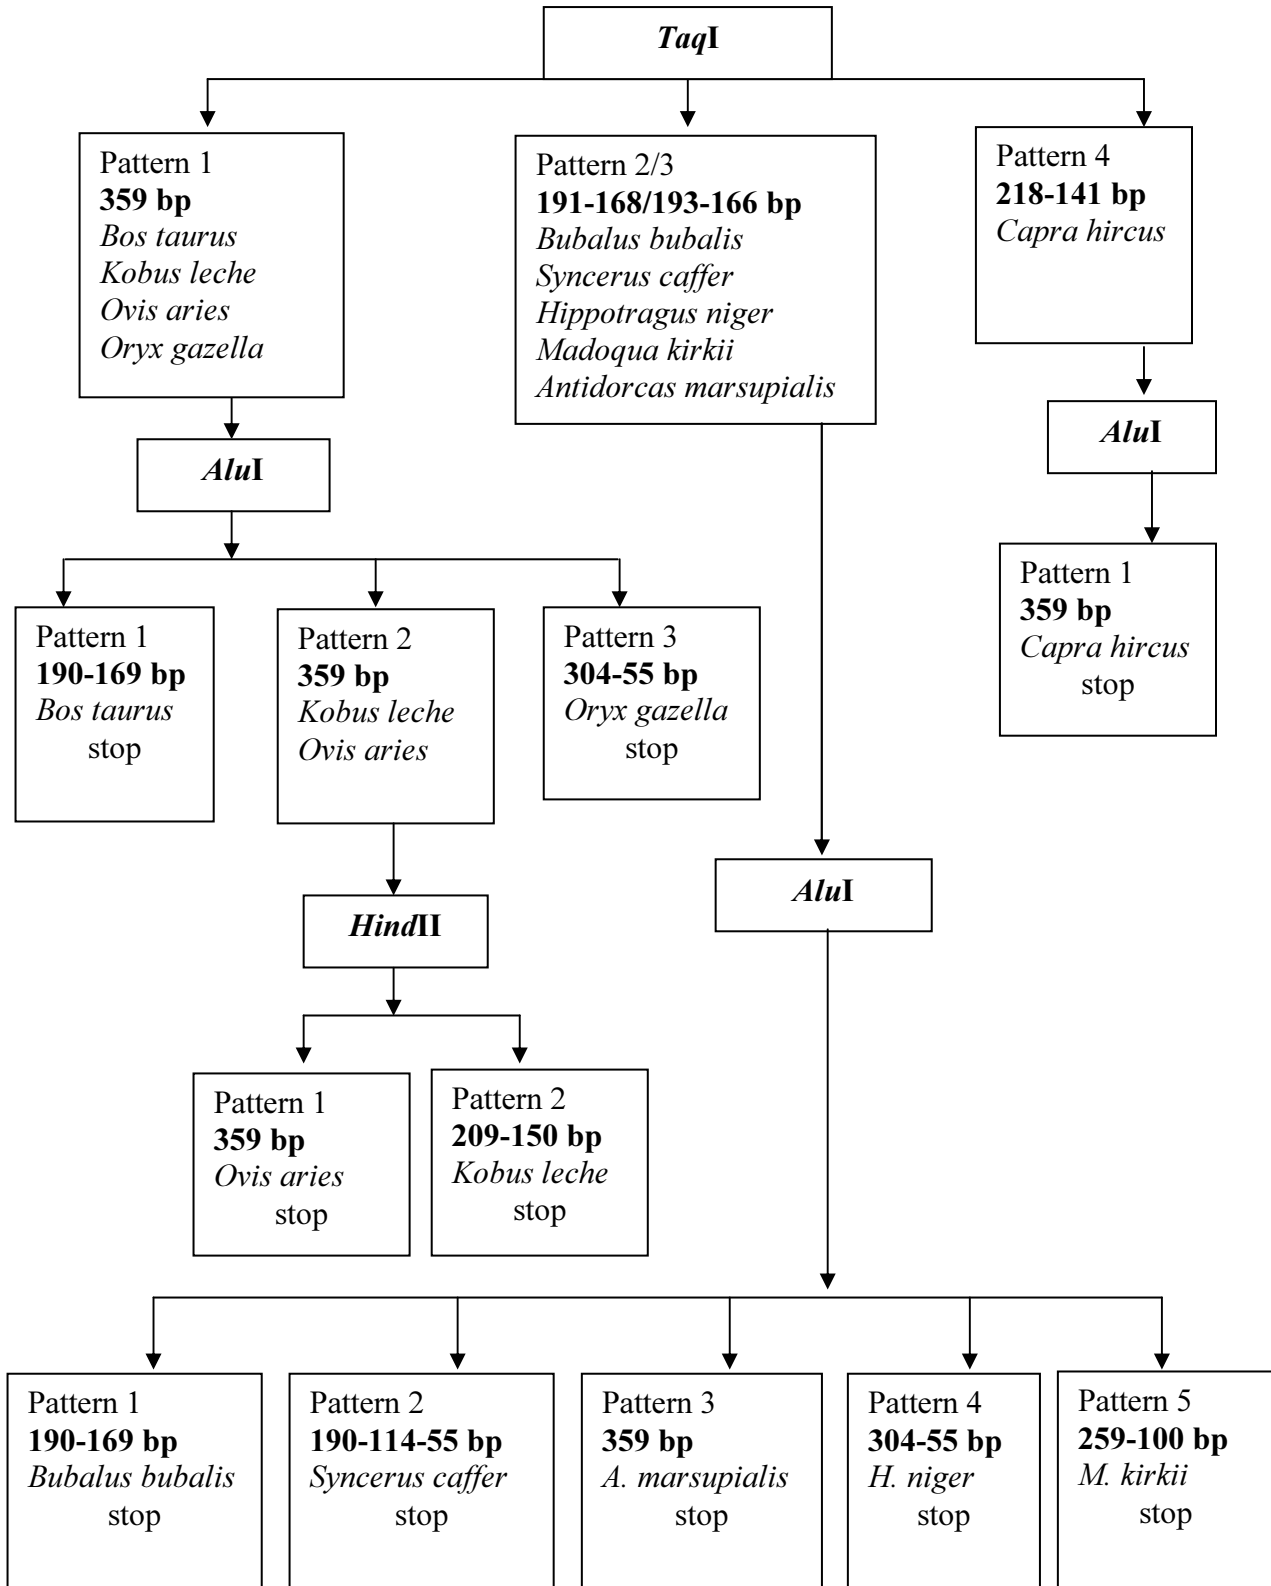 TaqI
Pattern 1
359 bp
Bos taurus
Kobus leche
Ovis aries
Oryx gazella
Pattern 2/3
191-168/193-166 bp
Bubalus bubalis
Syncerus caffer
Hippotragus niger
Madoqua kirkii
Antidorcas marsupialis
Pattern 4
218-141 bp
Capra hircus
AluI
AluI
Pattern 1
359 bp
Capra hircus
stop
Pattern 1
190-169 bp
Bos taurus
stop
Pattern 2
359 bp
Kobus leche
Ovis aries
Pattern 3
304-55 bp
Oryx gazella
stop
AluI
HindII
Pattern 1
359 bp
Ovis aries
stop
Pattern 2
209-150 bp
Kobus leche
stop
Pattern 1
190-169 bp
Bubalus bubalis
stop
Pattern 2
190-114-55 bp
Syncerus caffer
stop
Pattern 3
359 bp
A. marsupialis
stop
Pattern 4
304-55 bp
H. niger
stop
Pattern 5
259-100 bp
M. kirkii
stop